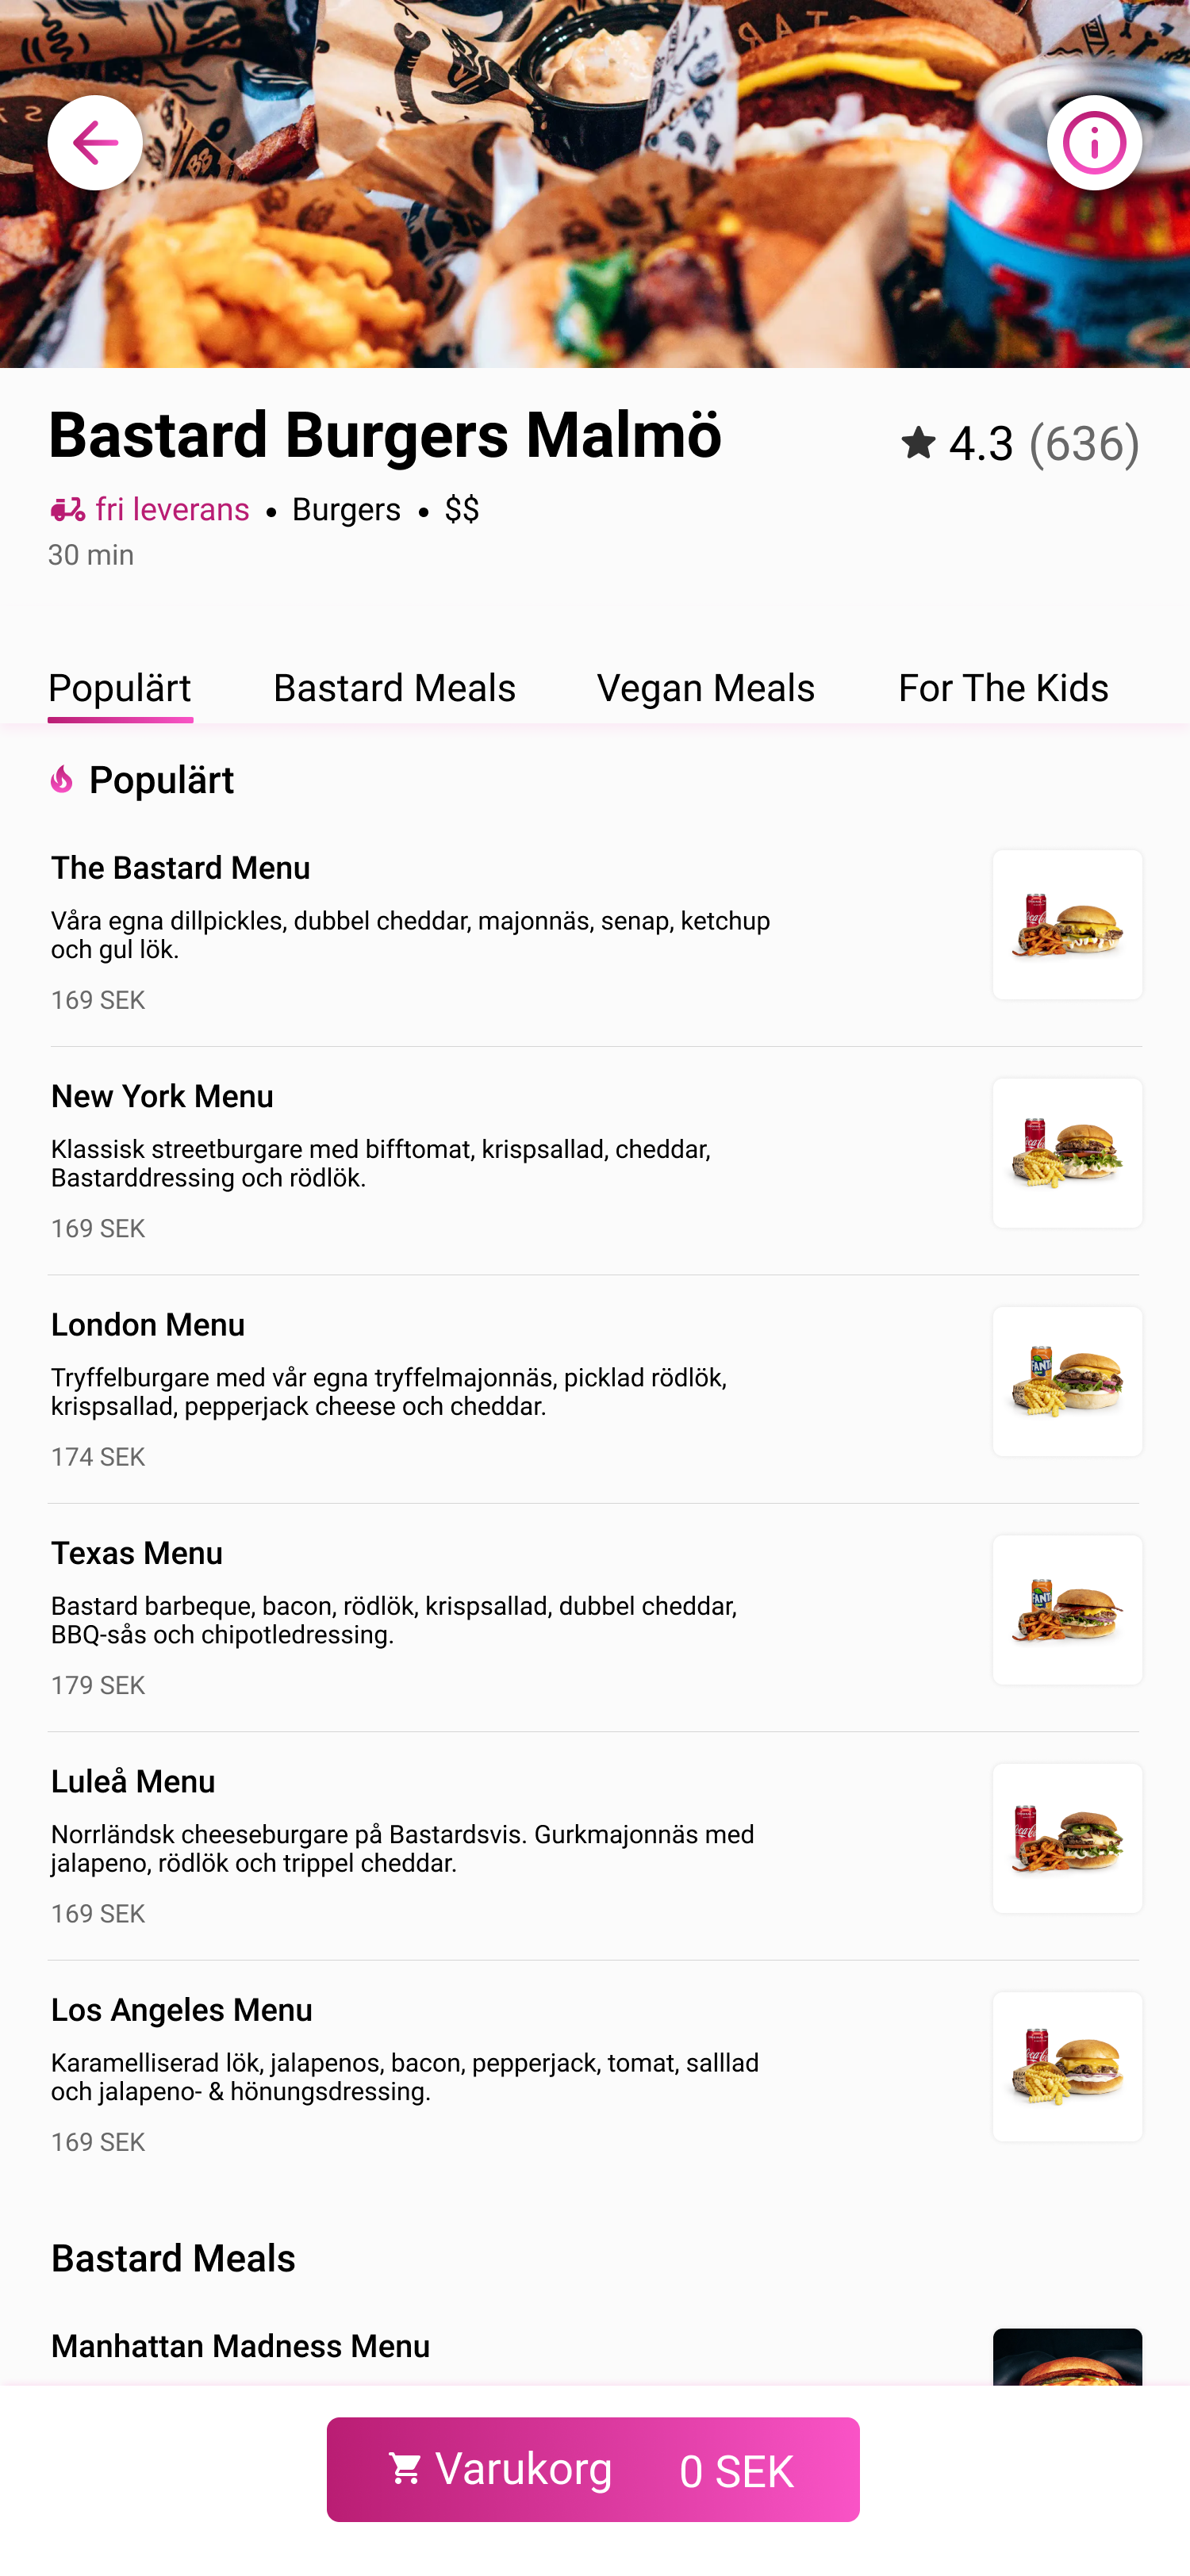 Bastard Burgers Malmö
4.3 (636)
fri leverans • Burgers • $$
30 min
Populärt Bastard Meals Vegan Meals For The Kids
Populärt
The Bastard Menu
Våra egna dillpickles, dubbel cheddar, majonnäs, senap, ketchup
och gul lök.
169 SEK
New York Menu
Klassisk streetburgare med bifftomat, krispsallad, cheddar,
Bastarddressing och rödlök.
169 SEK
London Menu
Tryffelburgare med vår egna tryffelmajonnäs, picklad rödlök,
krispsallad, pepperjack cheese och cheddar.
174 SEK
Texas Menu
Bastard barbeque, bacon, rödlök, krispsallad, dubbel cheddar,
BBQ-sås och chipotledressing.
179 SEK
Luleå Menu
Norrländsk cheeseburgare på Bastardsvis. Gurkmajonnäs med
jalapeno, rödlök och trippel cheddar.
169 SEK
Los Angeles Menu
Karamelliserad lök, jalapenos, bacon, pepperjack, tomat, salllad
och jalapeno- & hönungsdressing.
169 SEK
Bastard Meals
Manhattan Madness Menu
Varukorg 0 SEK